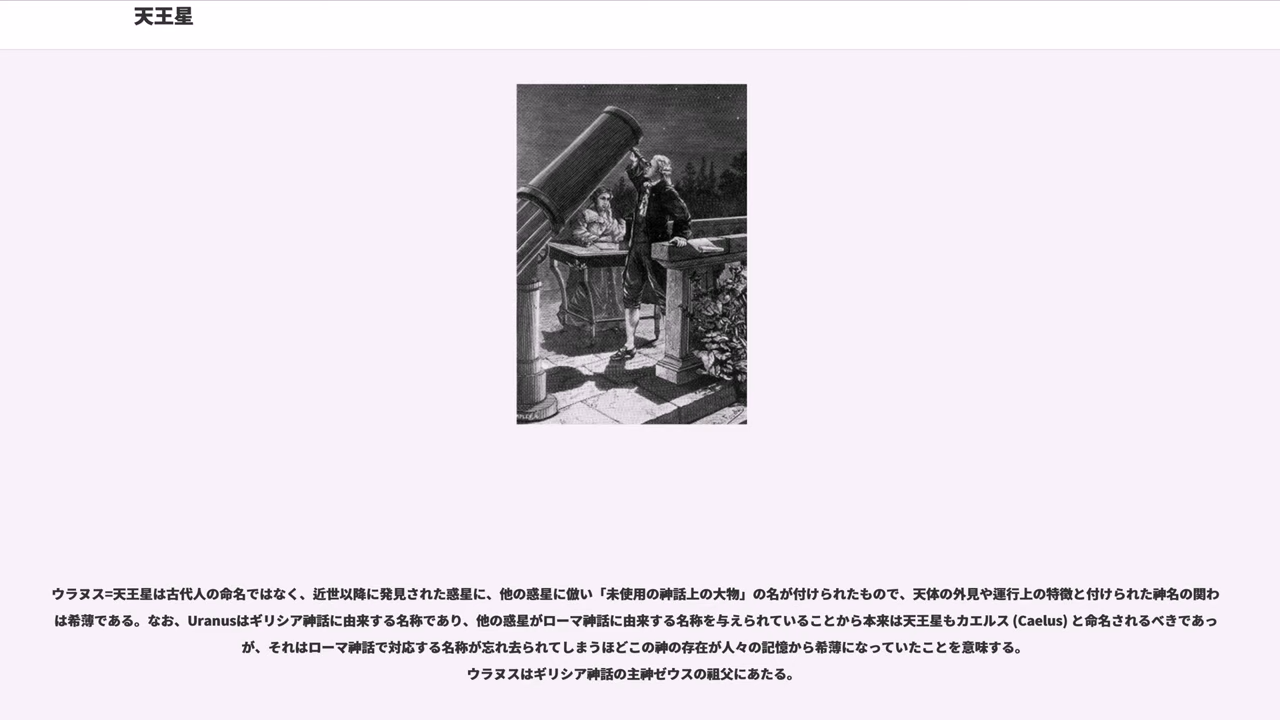 天王星
ウラヌス=天王星は古代人の命名ではなく、近世以降に発見された惑星に、他の惑星に倣い「未使用の神話上の大物」の名が付けられたもので、天体の外見や運行上の特徴と付けられた神名の関わ
は希薄である。なお、Uranusはギリシア神話に由来する名称であり、他の惑星がローマ神話に由来する名称を与えられていることから本来は天王星もカエルス (Caelus) と命名されるべきであっ
が、それはローマ神話で対応する名称が忘れ去られてしまうほどこの神の存在が人々の記憶から希薄になっていたことを意味する。
ウラヌスはギリシア神話の主神ゼウスの祖父にあたる。